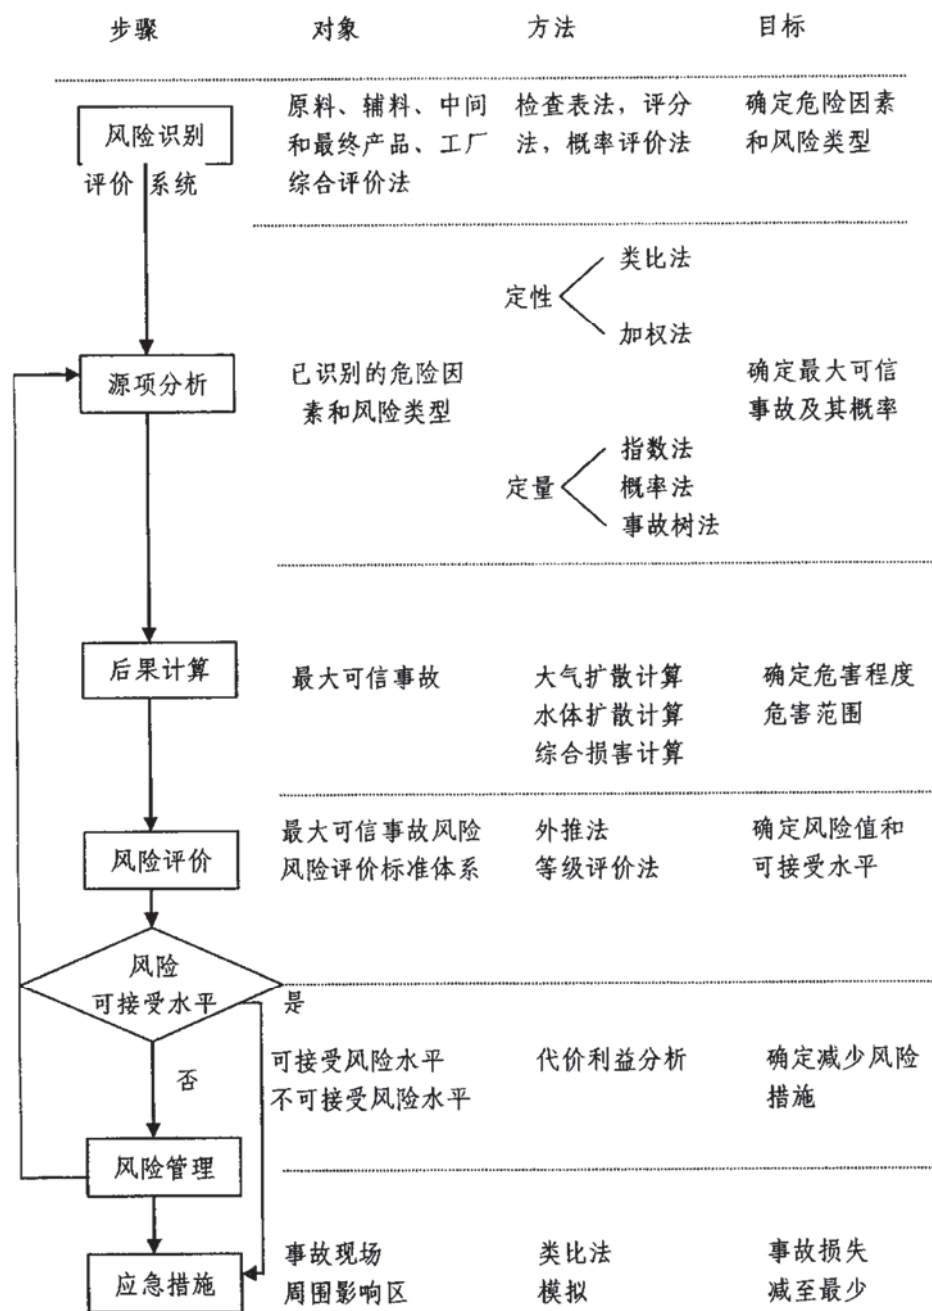 步骤 对象 方法 目标
风险识别
评价 系统
原料、辅料、中间
和最终产品、工厂
综合评价法
检查表法，评分
法，概率评价法
确定危险因素
和风险类型
源项分析
已识别的危险因
素和风险类型
定性
类比法
加权法
定量
指数法
概率法
事故树法
确定最大可信
事故及其概率
后果计算
最大可信事故
大气扩散计算
水体扩散计算
综合损害计算
确定危害程度
危害范围
风险评价
最大可信事故风险
风险评价标准体系
外推法
等级评价法
确定风险值和
可接受水平
风险
可接受水平
是
否
可接受风险水平
不可接受风险水平
代价利益分析
确定减少风险
措施
风险管理
应急措施
事故现场
周围影响区
类比法
模拟
事故损失
减至最少